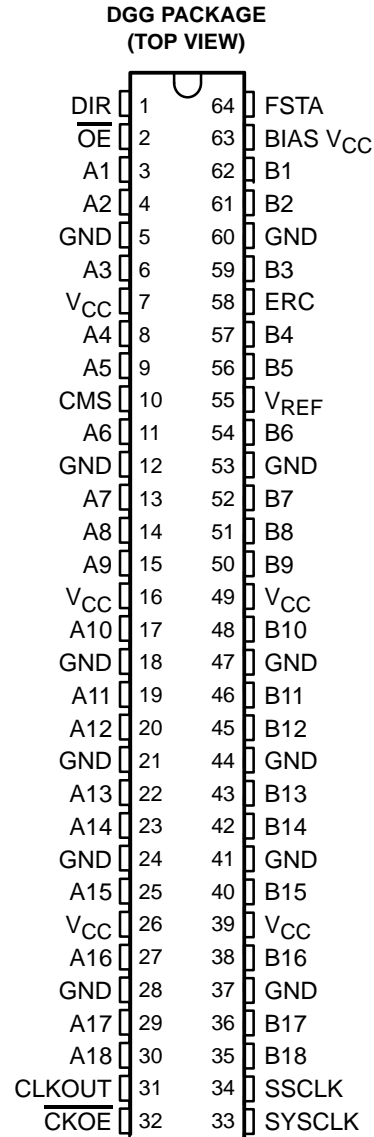 DGG PACKAGE
(TOP VIEW)
DIR 1 64 FSTA
OE 2 63 BIAS VCC
A1 3 62 B1
A2 4 61 B2
GND 5 60 GND
A3 6 59 B3
VCC 7 58 ERC
A4 8 57 B4
A5 9 56 B5
CMS 10 55 VREF
A6 11 54 B6
GND 12 53 GND
A7 13 52 B7
A8 14 51 B8
A9 15 50 B9
VCC 16 49 VCC
A10 17 48 B10
GND 18 47 GND
A11 19 46 B11
A12 20 45 B12
GND 21 44 GND
A13 22 43 B13
A14 23 42 B14
GND 24 41 GND
A15 25 40 B15
VCC 26 39 VCC
A16 27 38 B16
GND 28 37 GND
A17 29 36 B17
A18 30 35 B18
CLKOUT 31 34 SSCLK
CKOE 32 33 SYSCLK